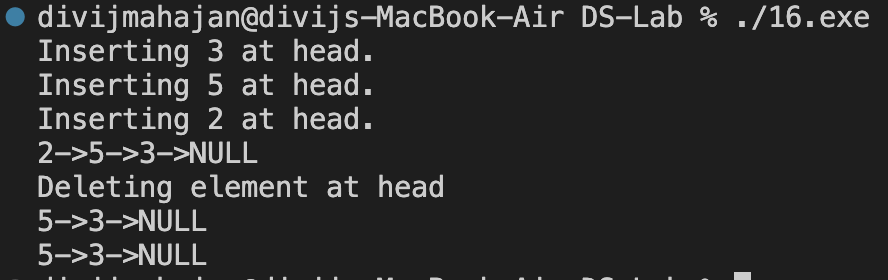 divijmahajan@divijs-MacBook-Air DS-Lab % ./16.exe
Inserting 3 at head.
Inserting 5 at head.
Inserting 2 at head.
2->5->3->NULL
Deleting element at head
5->3->NULL
5->3->NULL